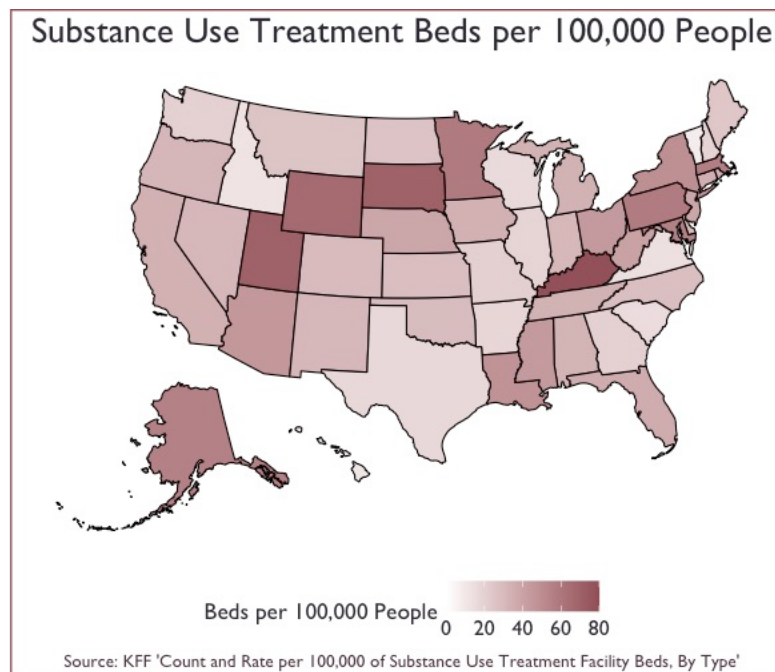 Substance Use Treatment Beds per 100,000 People
Beds per 100,000 People
0 20 40 60 80
Source: KFF 'Count and Rate per 100,000 of Substance Use Treatment Facility Beds, By Type'